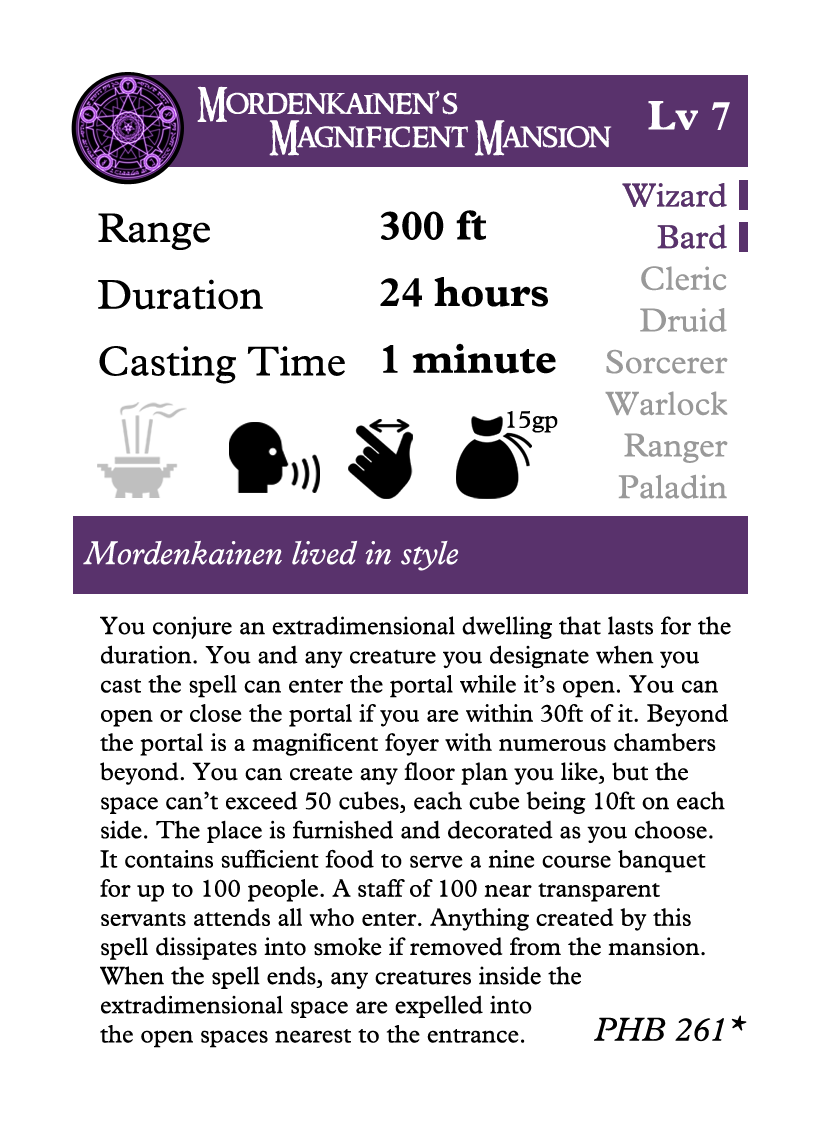 MORDENKAINEN'S
MAGNIFICENT MANSION
Lv 7
Range 300 ft
Duration 24 hours
Casting Time 1 minute
15gp
Wizard
Bard
Cleric
Druid
Sorcerer
Warlock
Ranger
Paladin
Mordenkainen lived in style
You conjure an extradimensional dwelling that lasts for the
duration. You and any creature you designate when you
cast the spell can enter the portal while it's open. You can
open or close the portal if you are within 30ft of it. Beyond
the portal is a magnificent foyer with numerous chambers
beyond. You can create any floor plan you like, but the
space can't exceed 50 cubes, each cube being 10ft on each
side. The place is furnished and decorated as you choose.
It contains sufficient food to serve a nine course banquet
for up to 100 people. A staff of 100 near transparent
servants attends all who enter. Anything created by this
spell dissipates into smoke if removed from the mansion.
When the spell ends, any creatures inside the
extradimensional space are expelled into
the open spaces nearest to the entrance.
PHB 261*